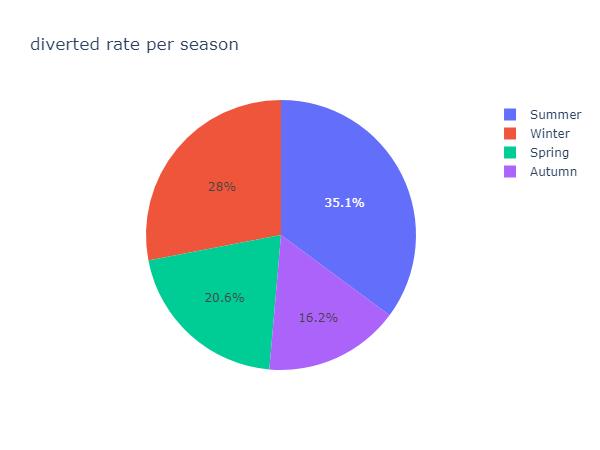 diverted rate per season
Summer
Winter
Spring
Autumn
28%
35.1%
20.6%
16.2%